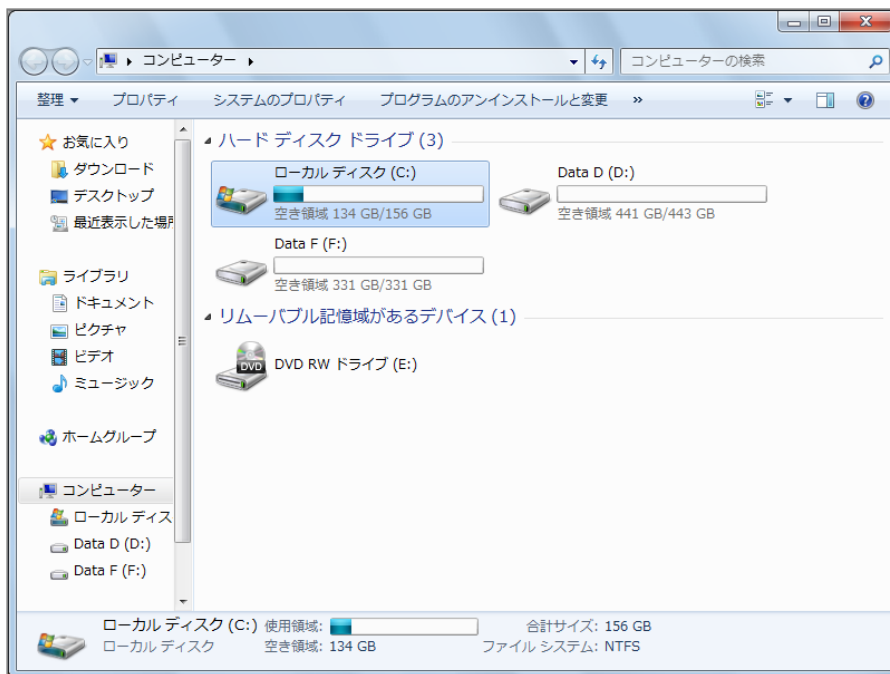 コンピューター
コンピューターの検索
整理
プロパティ
システムのプロパティ
プログラムのアンインストールと変更
»
お気に入り
ダウンロード
デスクトップ
最近表示した場所
ライブラリ
ドキュメント
ピクチャ
ビデオ
ミュージック
ホームグループ
コンピューター
ローカル ディス
Data D (D:)
Data F (F:)
ハード ディスク ドライブ (3)
ローカル ディスク (C:)
空き領域 134 GB/156 GB
Data D (D:)
空き領域 441 GB/443 GB
Data F (F:)
空き領域 331 GB/331 GB
リムーバブル記憶域があるデバイス (1)
DVD
DVD RW ドライブ (E:)
ローカル ディスク (C:) 使用領域: 合計サイズ: 156 GB
ローカル ディスク 空き領域: 134 GB ファイル システム: NTFS